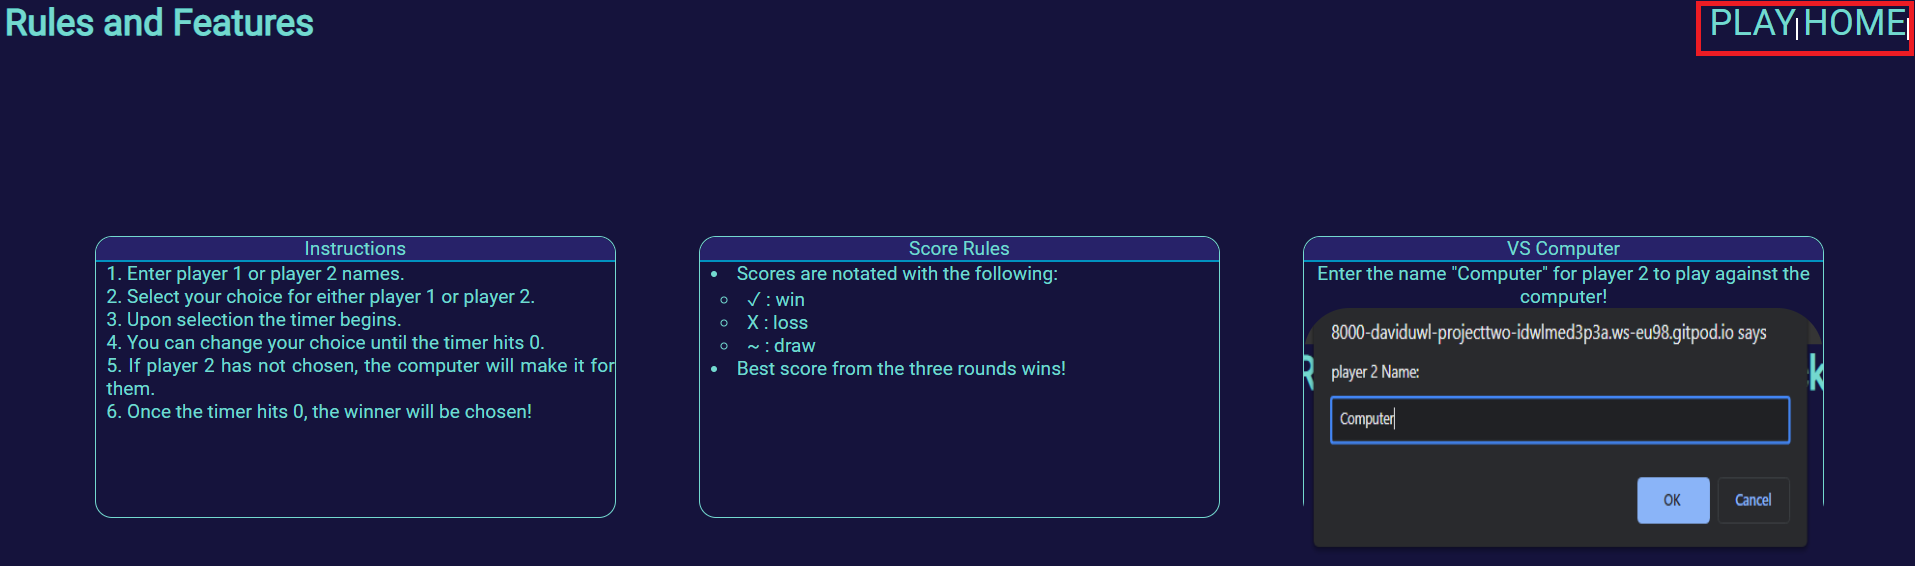 Rules and Features
PLAY HOME
Instructions
1. Enter player 1 or player 2 names.
2. Select your choice for either player 1 or player 2.
3. Upon selection the timer begins.
4. You can change your choice until the timer hits 0.
5. If player 2 has not chosen, the computer will make it for
them.
6. Once the timer hits 0, the winner will be chosen!
Score Rules
• Scores are notated with the following:
◦ ✓ : win
◦ X : loss
◦ ~ : draw
• Best score from the three rounds wins!
VS Computer
Enter the name "Computer" for player 2 to play against the
computer!
8000-daviduwl-projecttwo-idwlmed3p3a.ws-eu98.gitpod.io says
player 2 Name:
Computer
OK Cancel